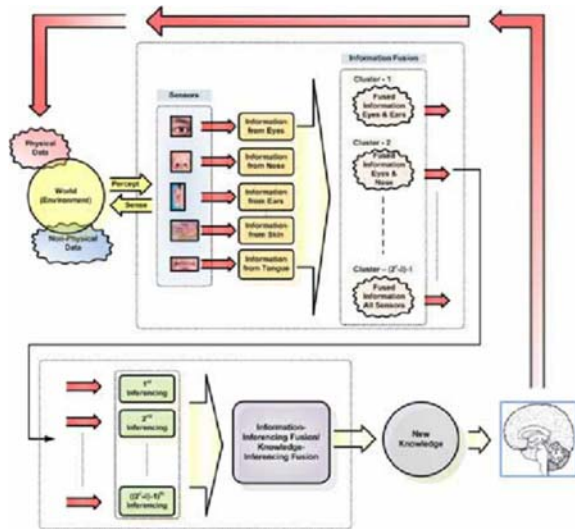 Information Fusion
Sensors
Cluster - 1
Fused
Information
Eyes & Ears
Physical
Data
Information
from Eyes
Cluster - 2
Fused
Information
Eyes &
Nose
Information
from Nose
World
(Environment)
Percept
Sense
Information
from Ears
Non-Physical
Data
Information
from Skin
Information
from Tongue
Fused
Information
All Sensors
1st
Inferencing
2nd
Inferencing
Information-
Inferencing Fusion/
Knowledge-
Inferencing Fusion
New
Knowledge
Inferencing